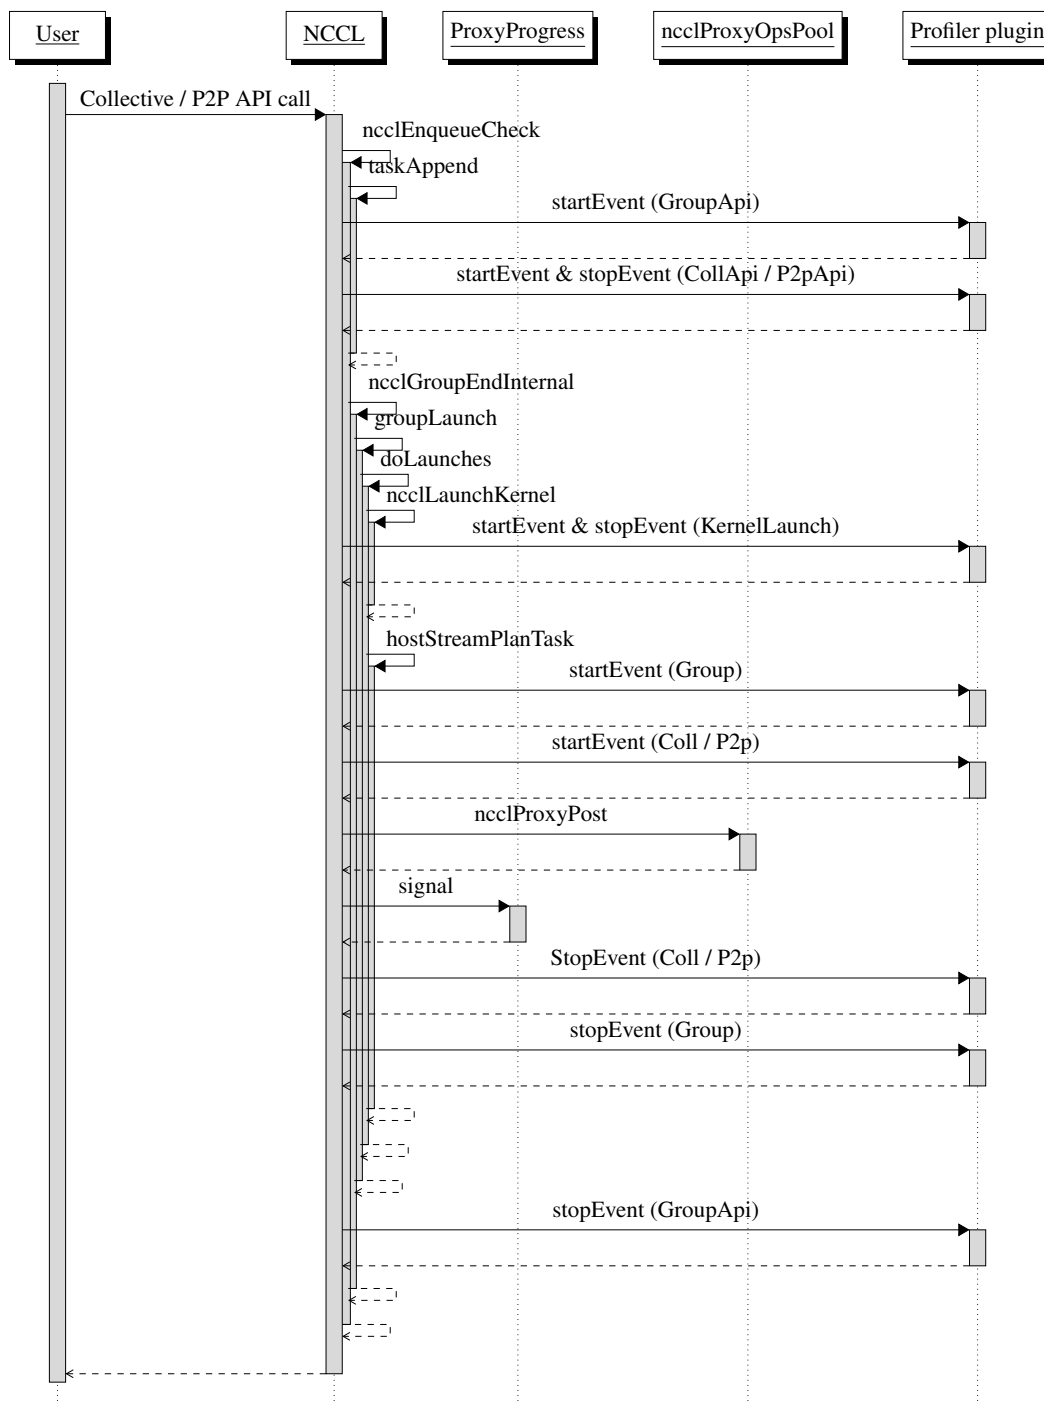 User
NCCL
ProxyProgress
ncclProxyOpsPool
Profiler plugin
Collective / P2P API call
ncclEnqueueCheck
taskAppend
startEvent (GroupApi)
startEvent & stopEvent (CollApi / P2pApi)
ncclGroupEndInternal
groupLaunch
doLaunches
ncclLaunchKernel
startEvent & stopEvent (KernelLaunch)
hostStreamPlanTask
startEvent (Group)
startEvent (Coll / P2p)
ncclProxyPost
signal
StopEvent (Coll / P2p)
stopEvent (Group)
stopEvent (GroupApi)